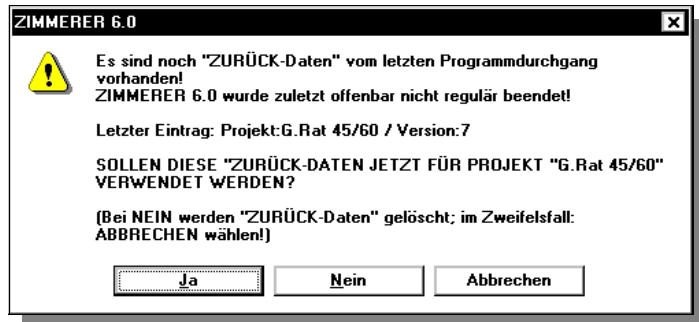 ZIMMERER 6.0
Es sind noch "ZURÜCK-Daten" vom letzten Programmdurchgang
vorhanden!
ZIMMERER 6.0 wurde zuletzt offenbar nicht regulär beendet!
Letzter Eintrag: Projekt:G.Rat 45/60 / Version:7
SOLLEN DIESE "ZURÜCK-DATEN JETZT FÜR PROJEKT "G.Rat 45/60"
VERWENDET WERDEN?
(Bei NEIN werden "ZURÜCK-Daten" gelöscht; im Zweifelsfall:
ABBRECHEN wählen!)
Ja Nein Abbrechen